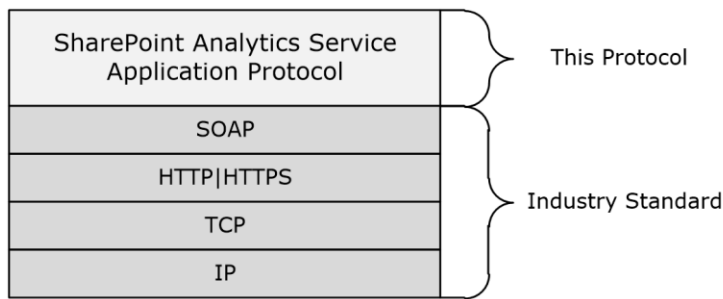 SharePoint Analytics Service
Application Protocol
This Protocol
SOAP
HTTP|HTTPS
TCP
IP
Industry Standard